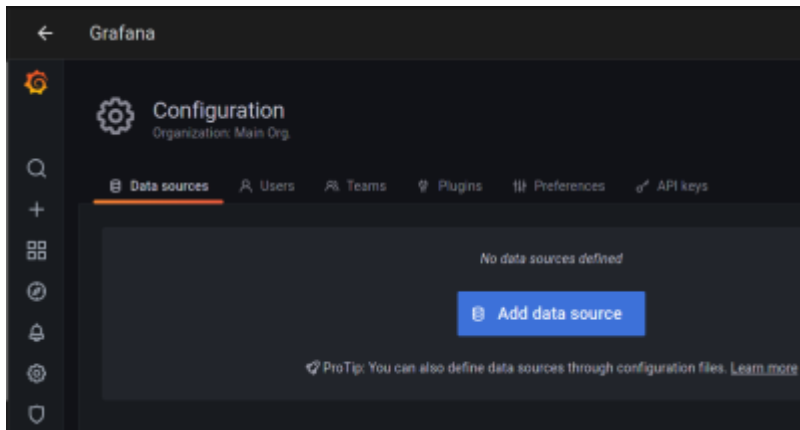 Grafana
Configuration
Organization: Main Org.
Data sources Users Teams Plugins Preferences API keys
No data sources defined
Add data source
ProTip: You can also define data sources through configuration files. Learn more